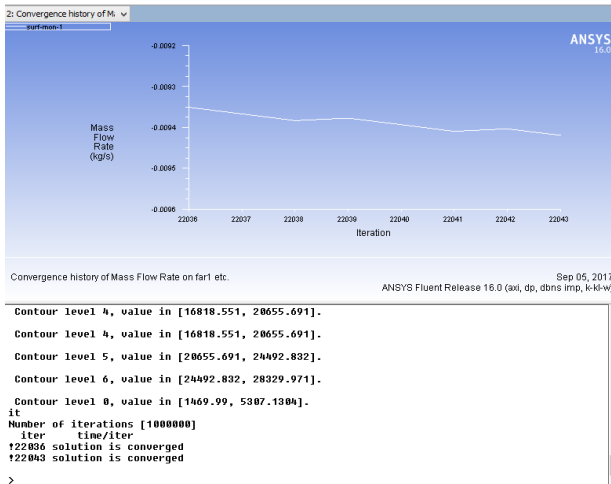 2: Convergence history of Ma
surf-mon-1
ANSYS
16.0
-0.0092
-0.0093
-0.0094
-0.0095
-0.0096
Mass
Flow
Rate
(kg/s)
22036 22037 22038 22039 22040 22041 22042 22043
Iteration
Convergence history of Mass Flow Rate on far1 etc.
Sep 05, 2017
ANSYS Fluent Release 16.0 (axi, dp, dbns imp, k-kl-w)
Contour level 4, value in [16818.551, 20655.691].
Contour level 4, value in [16818.551, 20655.691].
Contour level 5, value in [20655.691, 24492.832].
Contour level 6, value in [24492.832, 28329.971].
Contour level 0, value in [1469.99, 5307.1304].
it
Number of iterations [1000000]
iter time/iter
!22036 solution is converged
!22043 solution is converged
>